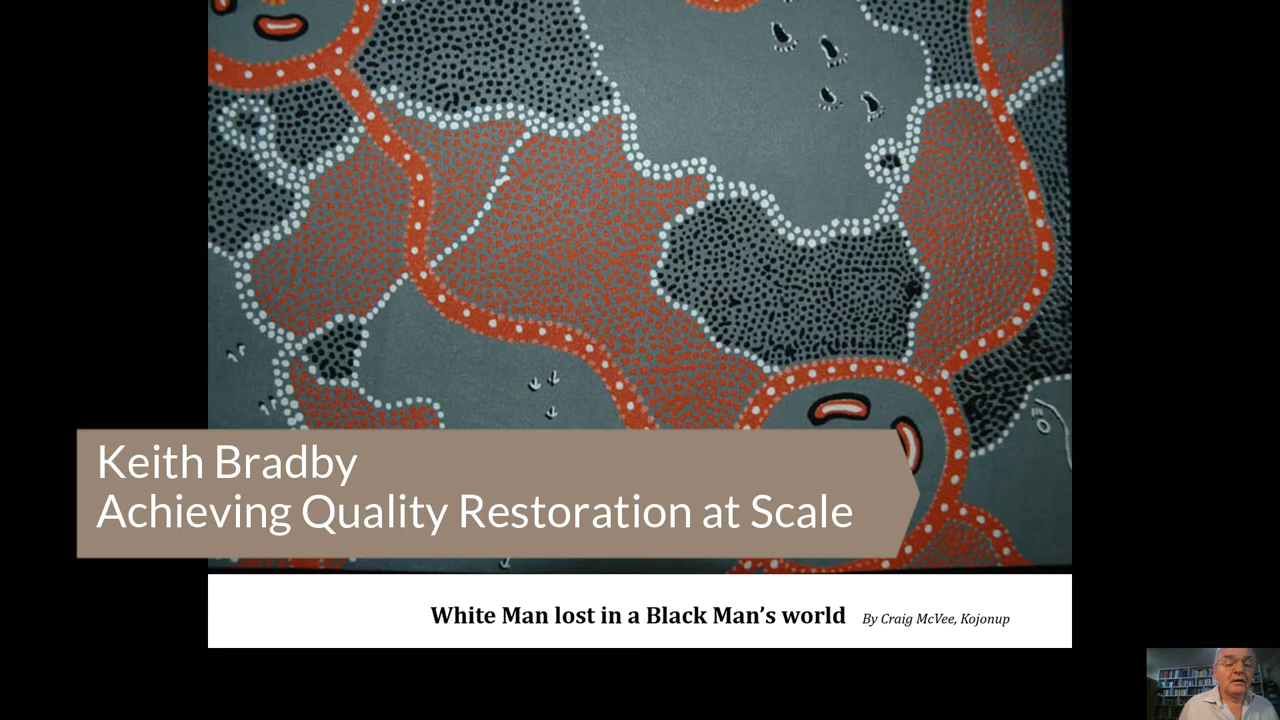 Keith Bradby
Achieving Quality Restoration at Scale
White Man lost in a Black Man’s world By Craig McVee, Kojonup